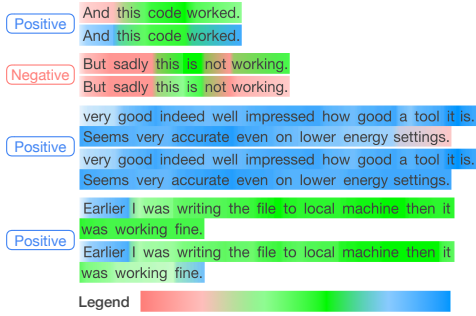 Positive
And this code worked.
And this code worked.
Negative
But sadly this is not working.
But sadly this is not working.
Positive
very good indeed well impressed how good a tool it is.
Seems very accurate even on lower energy settings.
very good indeed well impressed how good a tool it is.
Seems very accurate even on lower energy settings.
Positive
Earlier I was writing the file to local machine then it
was working fine.
Earlier I was writing the file to local machine then it
was working fine.
Legend